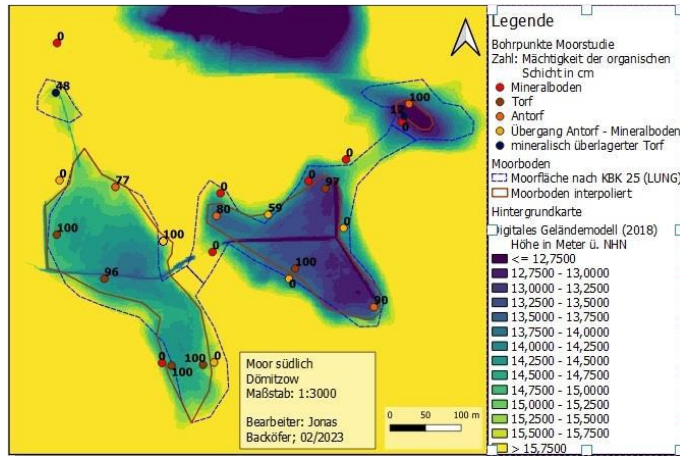 0
48
100
12
0
0
0
77
0
0
97
80
59
100
100
0
0
96
100
0
90
0
100
100
0
Moor südlich
Dömitzow
Maßstab: 1:3000
Bearbeiter: Jonas
Backöfer; 02/2023
0 50 100 m
Legende
Bohrpunkte Moorstudie
Zahl: Mächtigkeit der organischen
Schicht in cm
Mineralboden
Torf
Antorf
Übergang Antorf - Mineralboden
mineralisch überlagerter Torf
Moorboden
Moorfläche nach KBK 25 (LUNG)
Moorboden interpoliert
Hintergrundkarte
Digitales Geländemodell (2018)
Höhe in Meter ü. NHN
<= 12,7500
12,7500 - 13,0000
13,0000 - 13,2500
13,2500 - 13,5000
13,5000 - 13,7500
13,7500 - 14,0000
14,0000 - 14,2500
14,2500 - 14,5000
14,5000 - 14,7500
14,7500 - 15,0000
15,0000 - 15,2500
15,2500 - 15,5000
15,5000 - 15,7500
> 15,7500